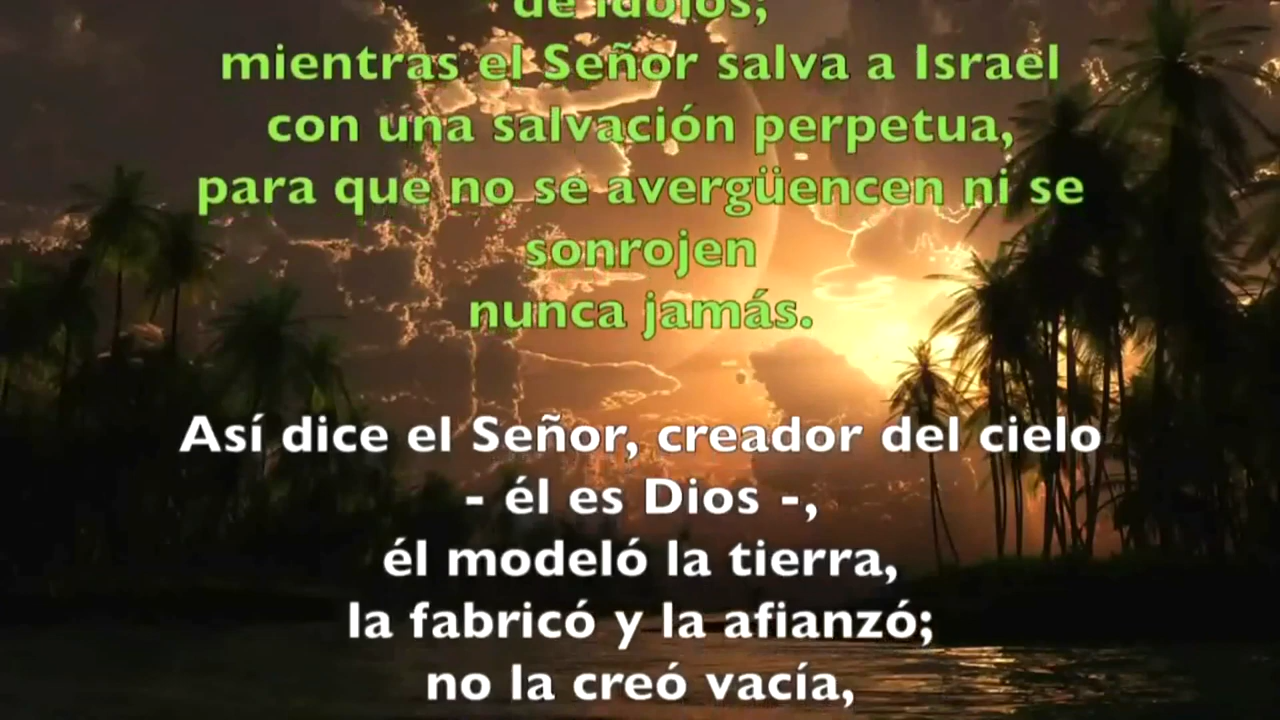 de ídolos;
mientras el Señor salva a Israel
con una salvación perpetua,
para que no se avergüencen ni se
sonrojen
nunca jamás.
Así dice el Señor, creador del cielo
- él es Dios -,
él modeló la tierra,
la fabricó y la afianzó;
no la creó vacía,